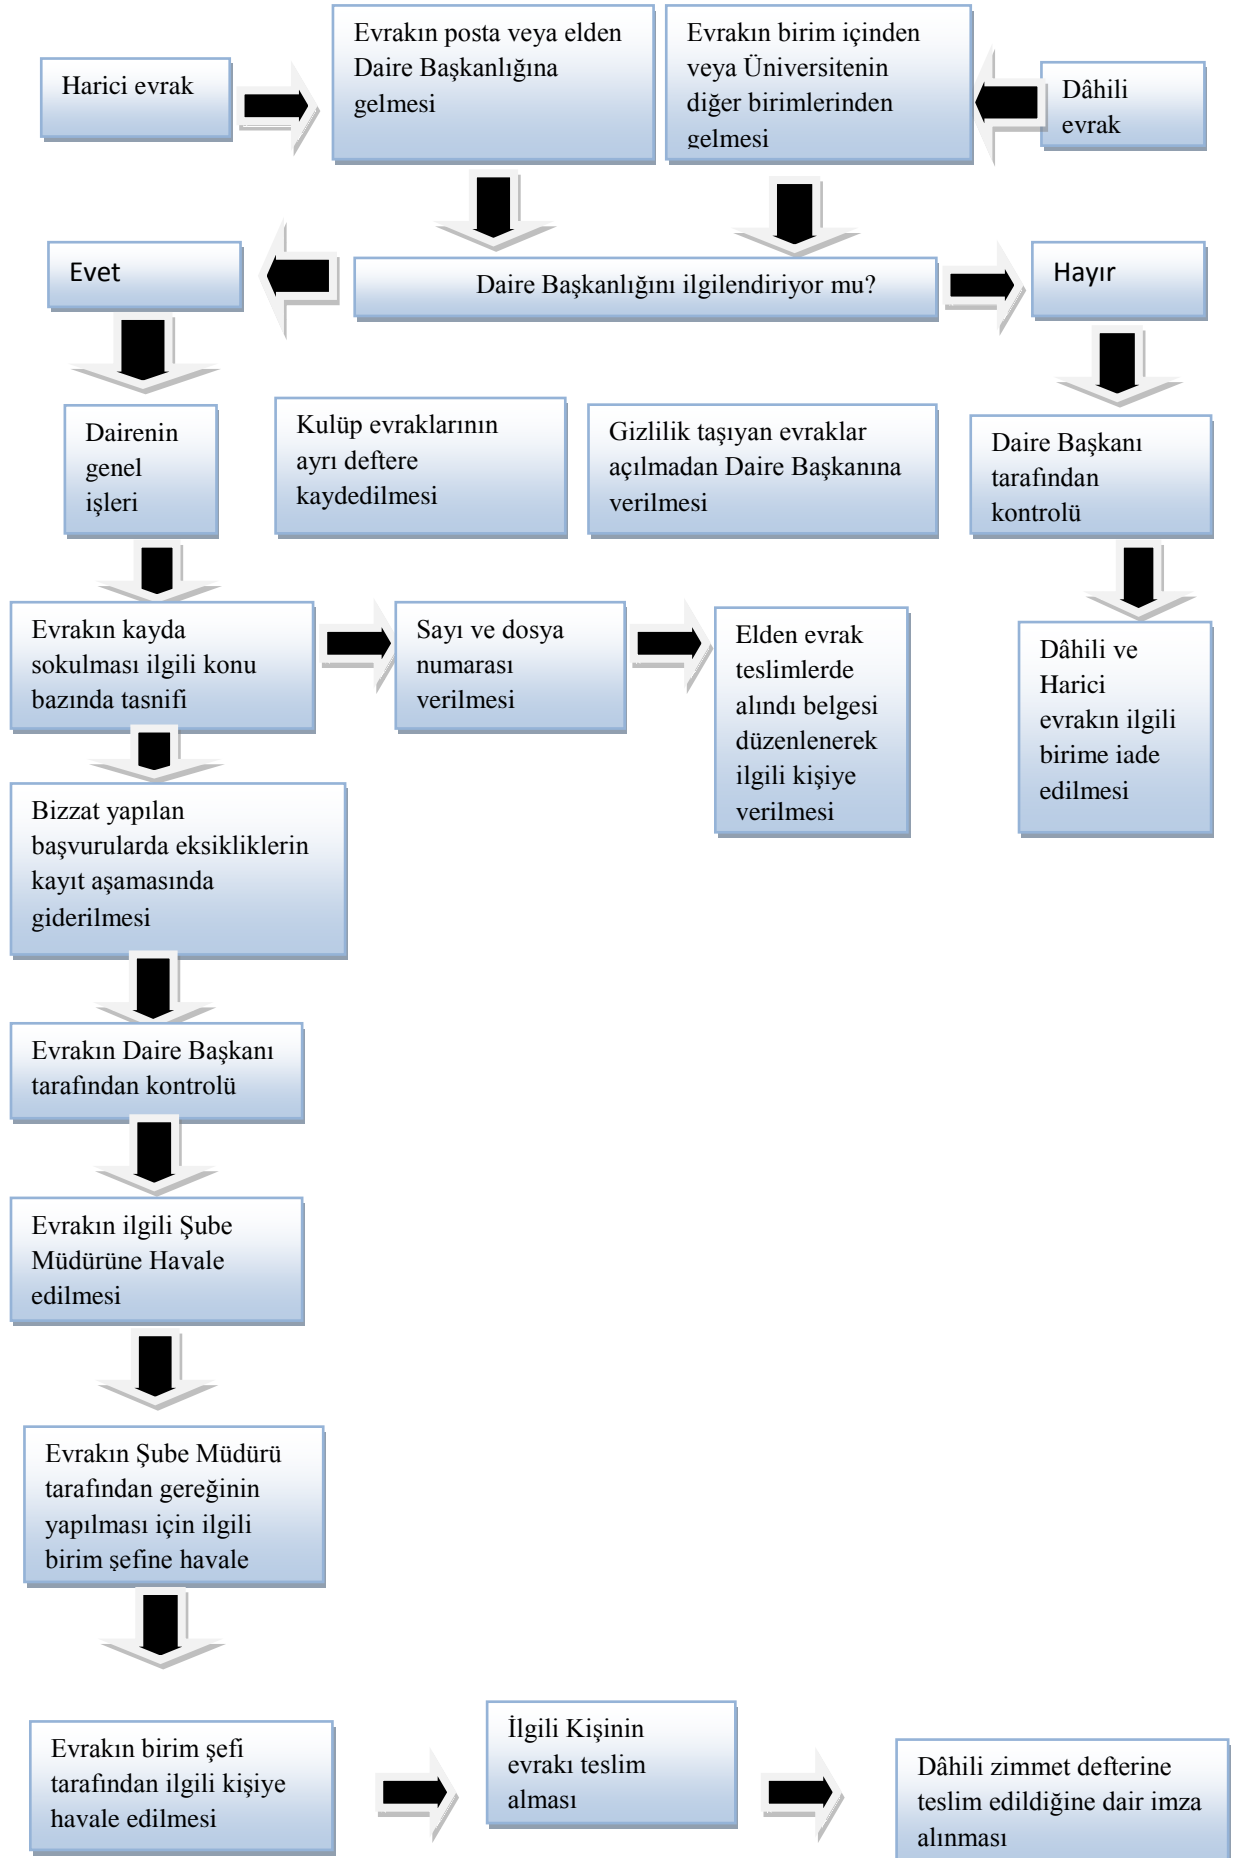 Harici evrak
Evrakın posta veya elden
Daire Başkanlığına
gelmesi
Evrakın birim içinden
veya Üniversitenin
diğer birimlerinden
gelmesi
Dâhili
evrak
Evet
Daire Başkanlığını ilgilendiriyor mu?
Hayır
Dairenin
genel
işleri
Kulüp evraklarının
ayrı deftere
kaydedilmesi
Gizlilik taşıyan evraklar
açılmadan Daire Başkanına
verilmesi
Daire Başkanı
tarafından
kontrolü
Evrakın kayda
sokulması ilgili konu
bazında tasnifi
Sayı ve dosya
numarası
verilmesi
Elden evrak
teslimlerde
alındı belgesi
düzenlenerek
ilgili kişiye
verilmesi
Dâhili ve
Harici
evrakın ilgili
birime iade
edilmesi
Bizzat yapılan
başvurularda eksikliklerin
kayıt aşamasında
giderilmesi
Evrakın Daire Başkanı
tarafından kontrolü
Evrakın ilgili Şube
Müdürüne Havale
edilmesi
Evrakın Şube Müdürü
tarafından gereğinin
yapılması için ilgili
birim şefine havale
Evrakın birim şefi
tarafından ilgili kişiye
havale edilmesi
İlgili Kişinin
evrakı teslim
alması
Dâhili zimmet defterine
teslim edildiğine dair imza
alınması